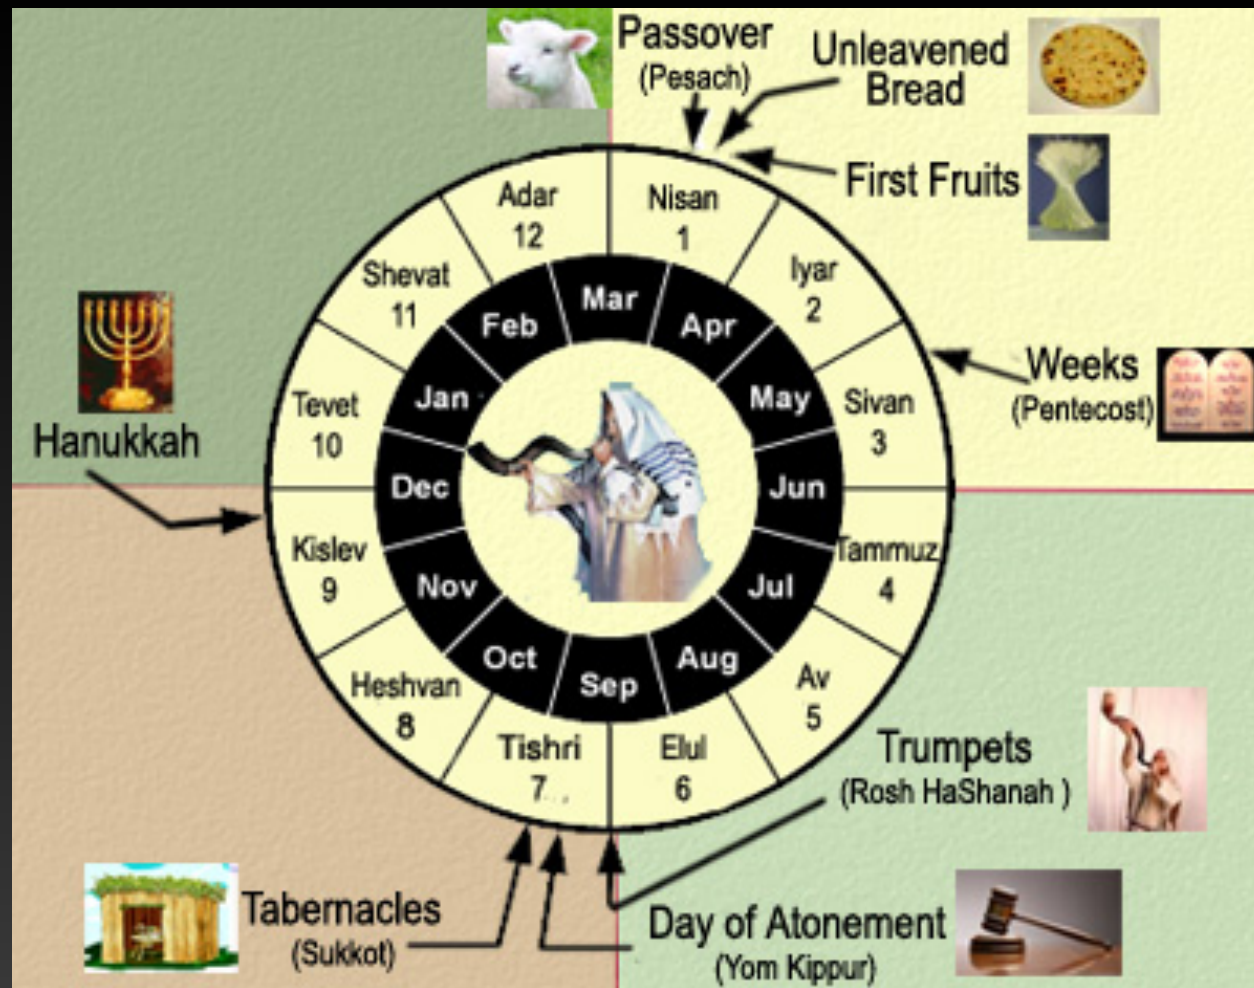 Passover
(Pesach)
Unleavened
Bread
First Fruits
Adar
12
Nisan
1
Shevat
11
Iyar
2
Feb
Mar
Apr
Weeks
(Pentecost)
Tevet
10
Jan
May
Sivan
3
Hanukkah
Dec
Jun
Kislev
9
Nov
Jul
Tammuz
4
Heshvan
8
Oct
Sep
Aug
Av
5
Tishri
7
Elul
6
Trumpets
(Rosh HaShanah )
Tabernacles
(Sukkot)
Day of Atonement
(Yom Kippur)